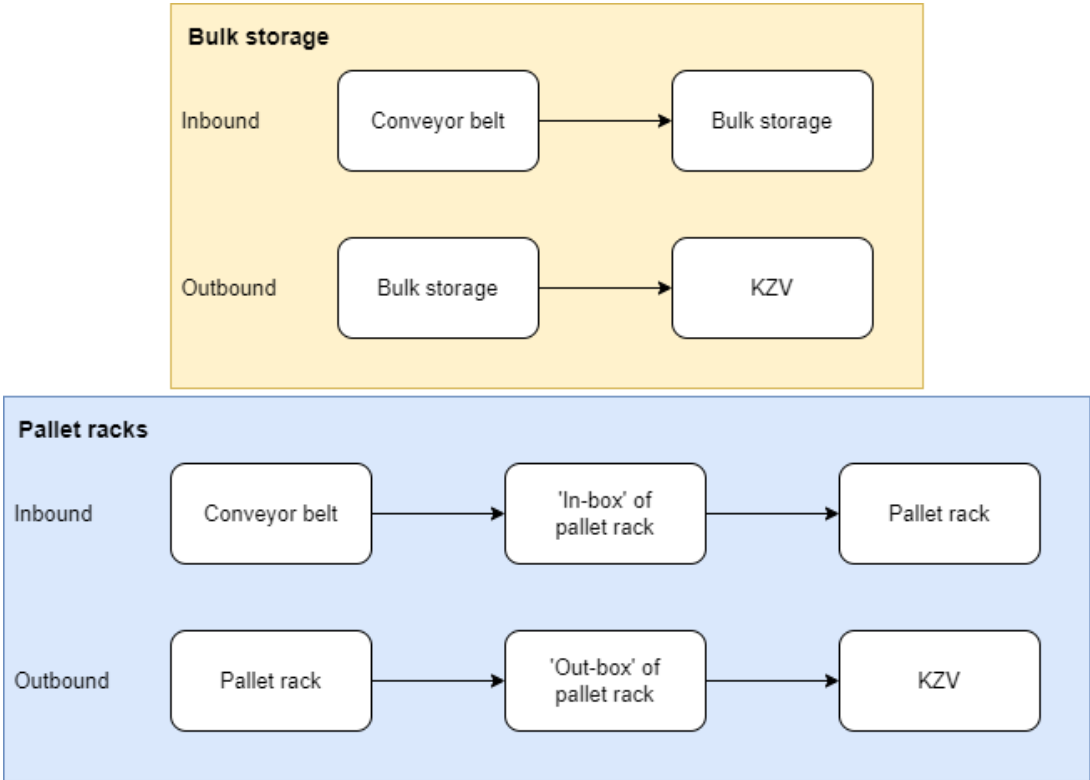 Bulk storage
Inbound
Conveyor belt
Bulk storage
Outbound
Bulk storage
KZV
Pallet racks
Inbound
Conveyor belt
'In-box' of
pallet rack
Pallet rack
Outbound
Pallet rack
'Out-box' of
pallet rack
KZV